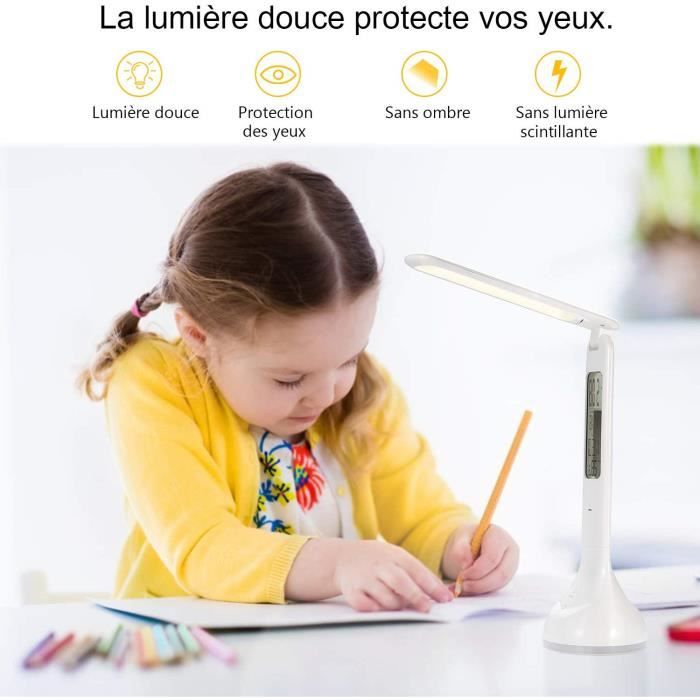 La lumière douce protecte vos yeux.
Lumière douce
Protection
des yeux
Sans ombre
Sans lumière
scintillante